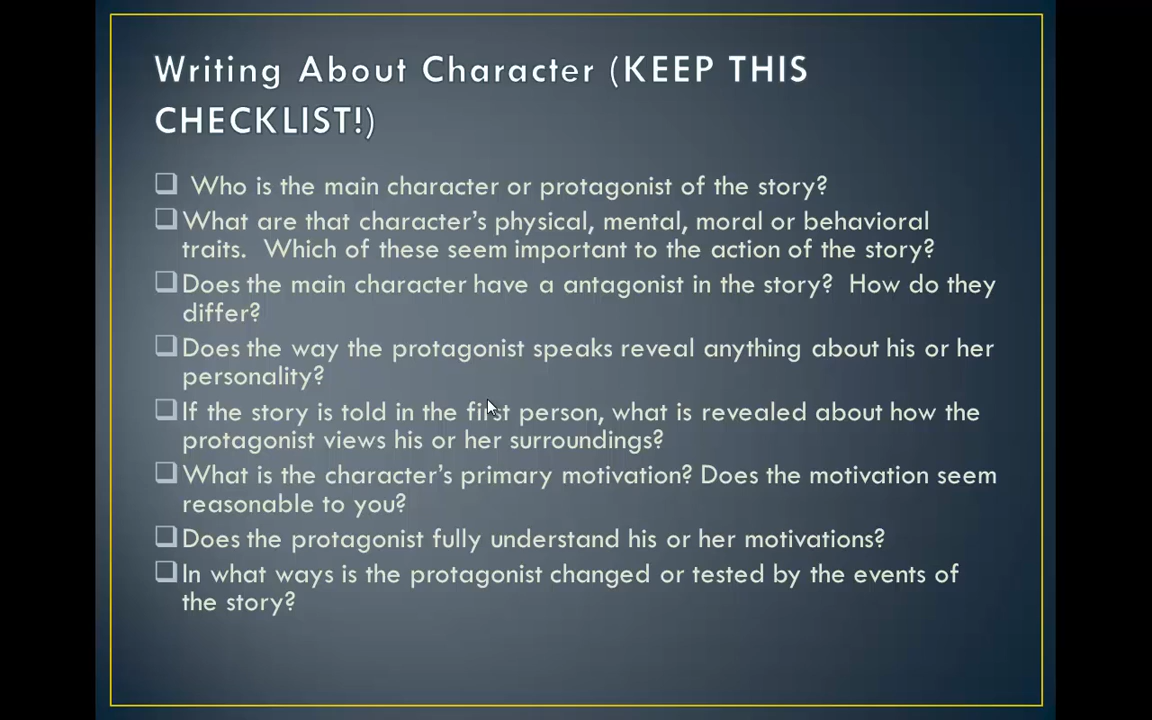 Writing About Character (KEEP THIS
CHECKLIST!)
Who is the main character or protagonist of the story?
What are that character's physical, mental, moral or behavioral
traits.  Which of these seem important to the action of the story?
Does the main character have a antagonist in the story?  How do they
differ?
Does the way the protagonist speaks reveal anything about his or her
personality?
If the story is told in the first person, what is revealed about how the
protagonist views his or her surroundings?
What is the character's primary motivation? Does the motivation seem
reasonable to you?
Does the protagonist fully understand his or her motivations?
In what ways is the protagonist changed or tested by the events of
the story?